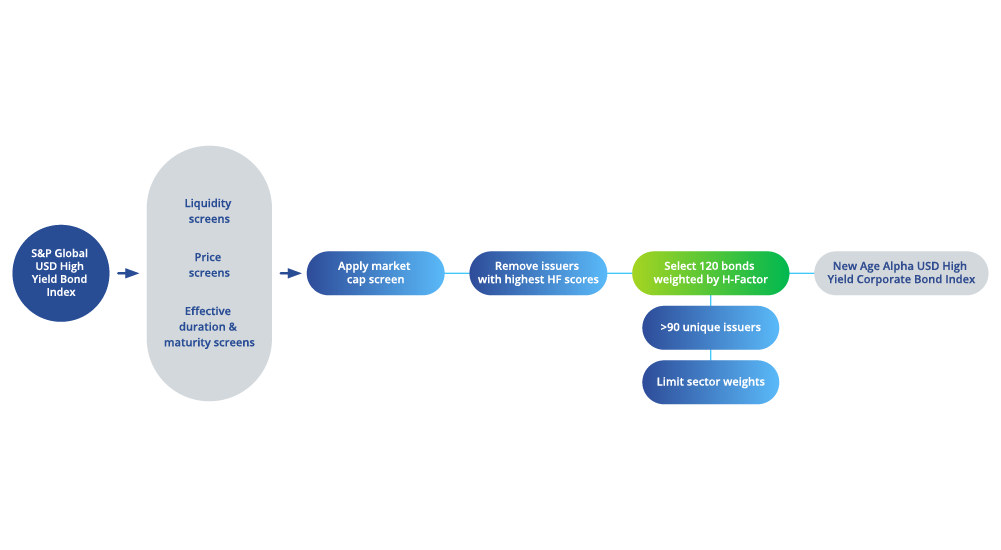 S&P Global
USD High
Yield Bond
Index
Liquidity
screens
Price
screens
Effective
duration &
maturity screens
Apply market
cap screen
Remove issuers
with highest HF scores
Select 120 bonds
weighted by H-Factor
>90 unique issuers
Limit sector weights
New Age Alpha USD High
Yield Corporate Bond Index